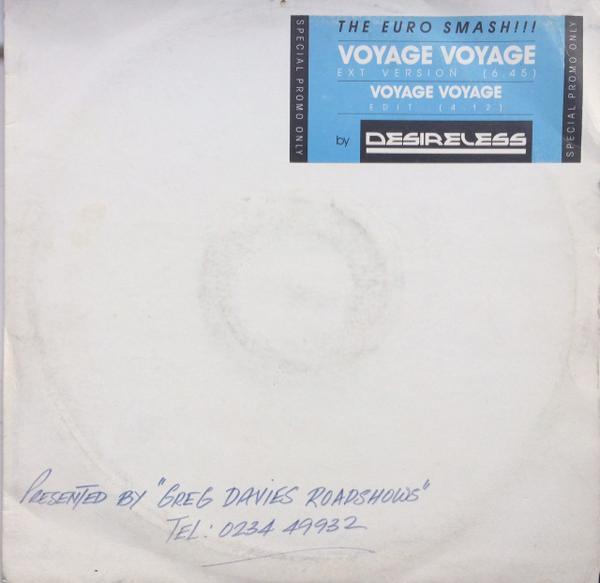 THE EURO SMASH!!!
VOYAGE VOYAGE
EXT VERSION (6.45)
VOYAGE VOYAGE
EDIT (4.12)
by DESIRELESS
SPECIAL PROMO ONLY
SPECIAL PROMO ONLY
PRESENTED BY "GREG DAVIES ROADSHOWS"
TEL: 0234 49932